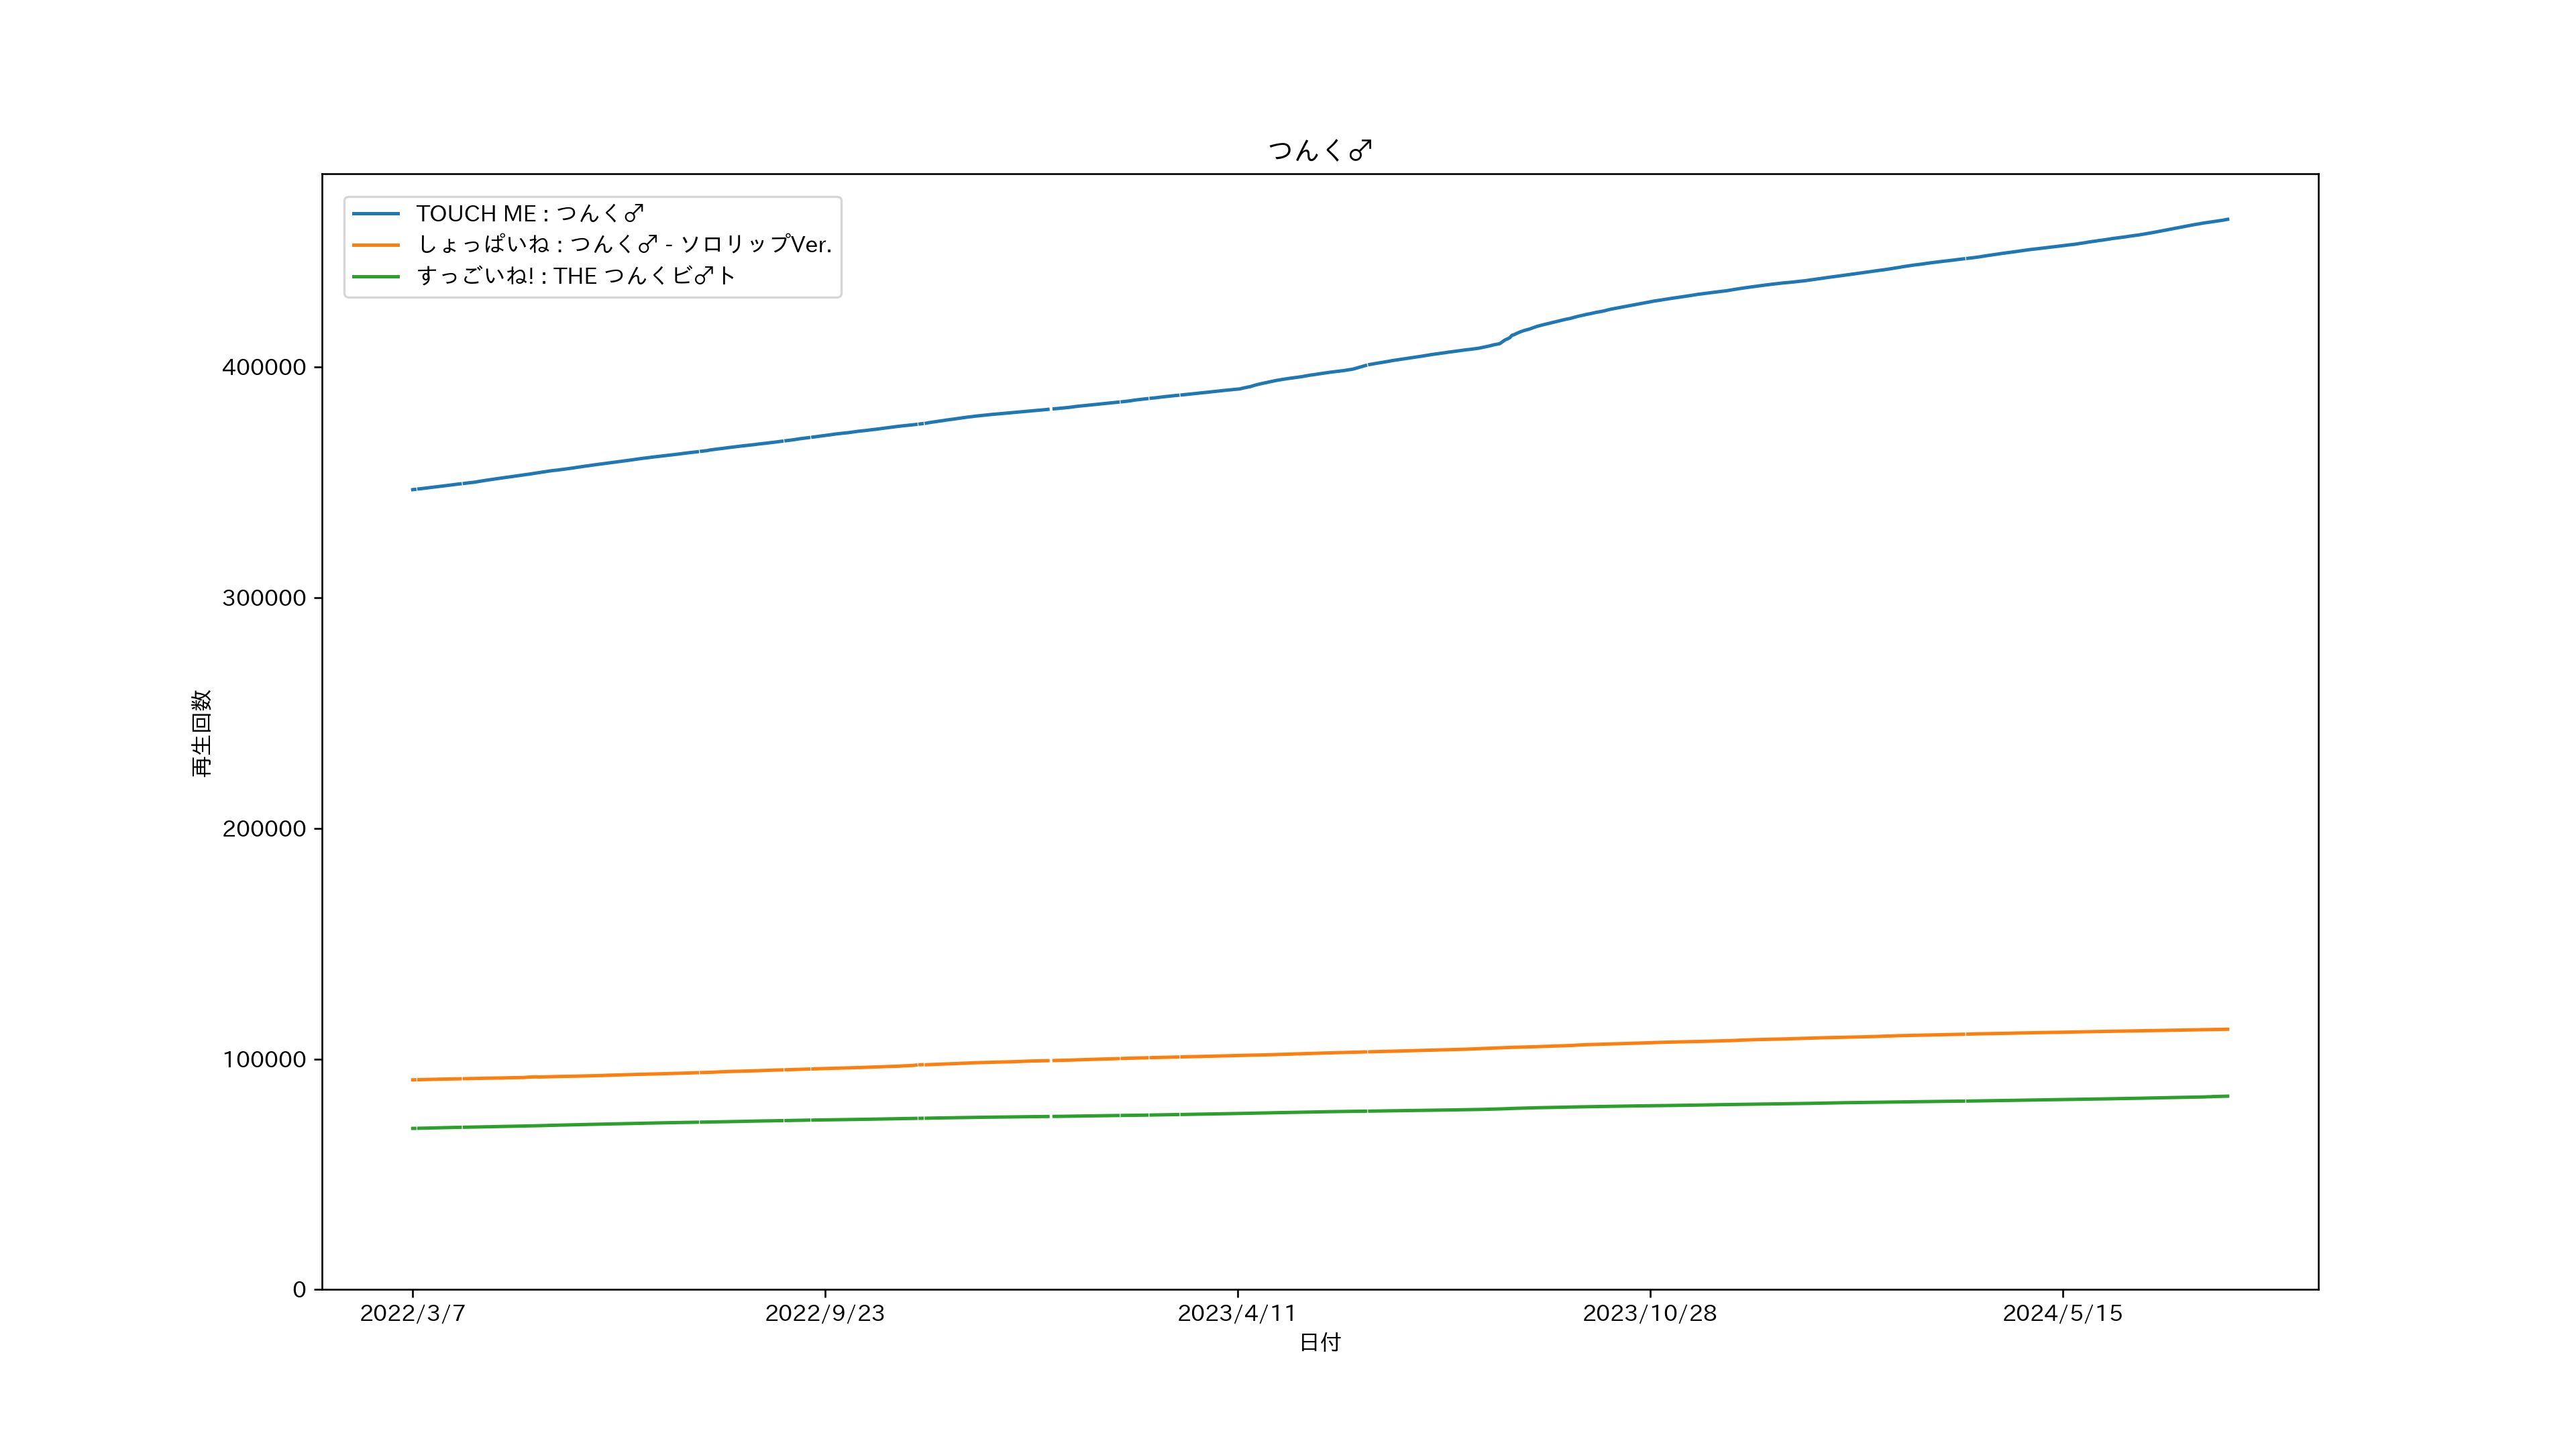 つんく♂
TOUCH ME : つんく♂
しょっぱいね : つんく♂ - ソロリップVer.
すっごいね! : THE つんくビ♂ト
400000
300000
200000
100000
0
再生回数
2022/3/7
2022/9/23
2023/4/11
2023/10/28
2024/5/15
日付